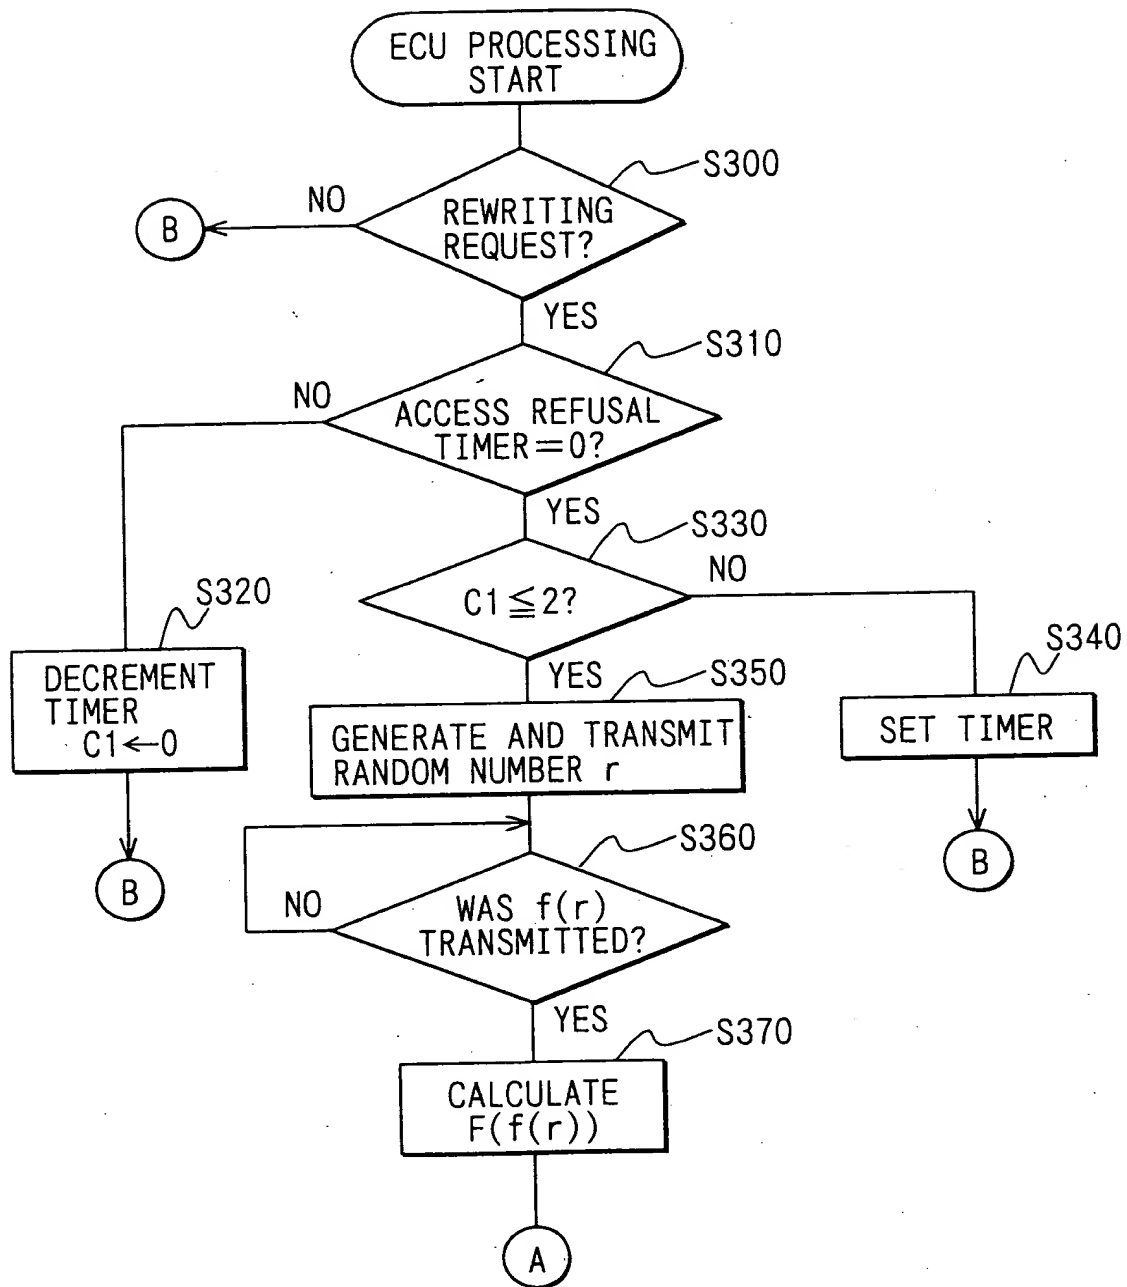 ECU PROCESSING
START
S300
NO
B
REWRITING
REQUEST?
YES
S310
NO
ACCESS REFUSAL
TIMER=0?
YES
S330
NO
C1≦2?
S320
S340
YES
S350
DECREMENT
TIMER
C1←0
GENERATE AND TRANSMIT
RANDOM NUMBER r
SET TIMER
S360
B
B
NO
WAS f(r)
TRANSMITTED?
YES
S370
CALCULATE
F(f(r))
A